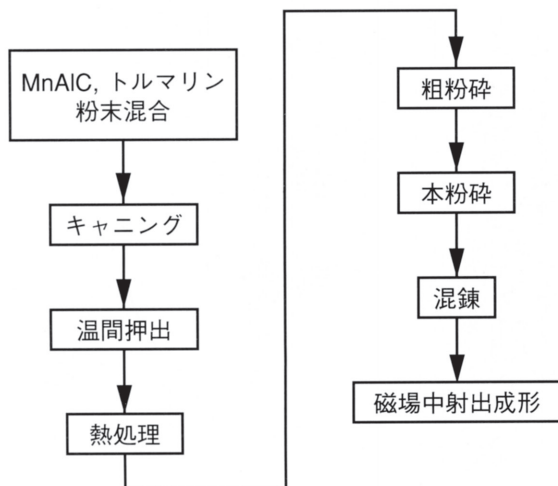 MnAlC, トルマリン
粉末混合
キャニング
温間押出
熱処理
粗粉砕
本粉砕
混錬
磁場中射出成形